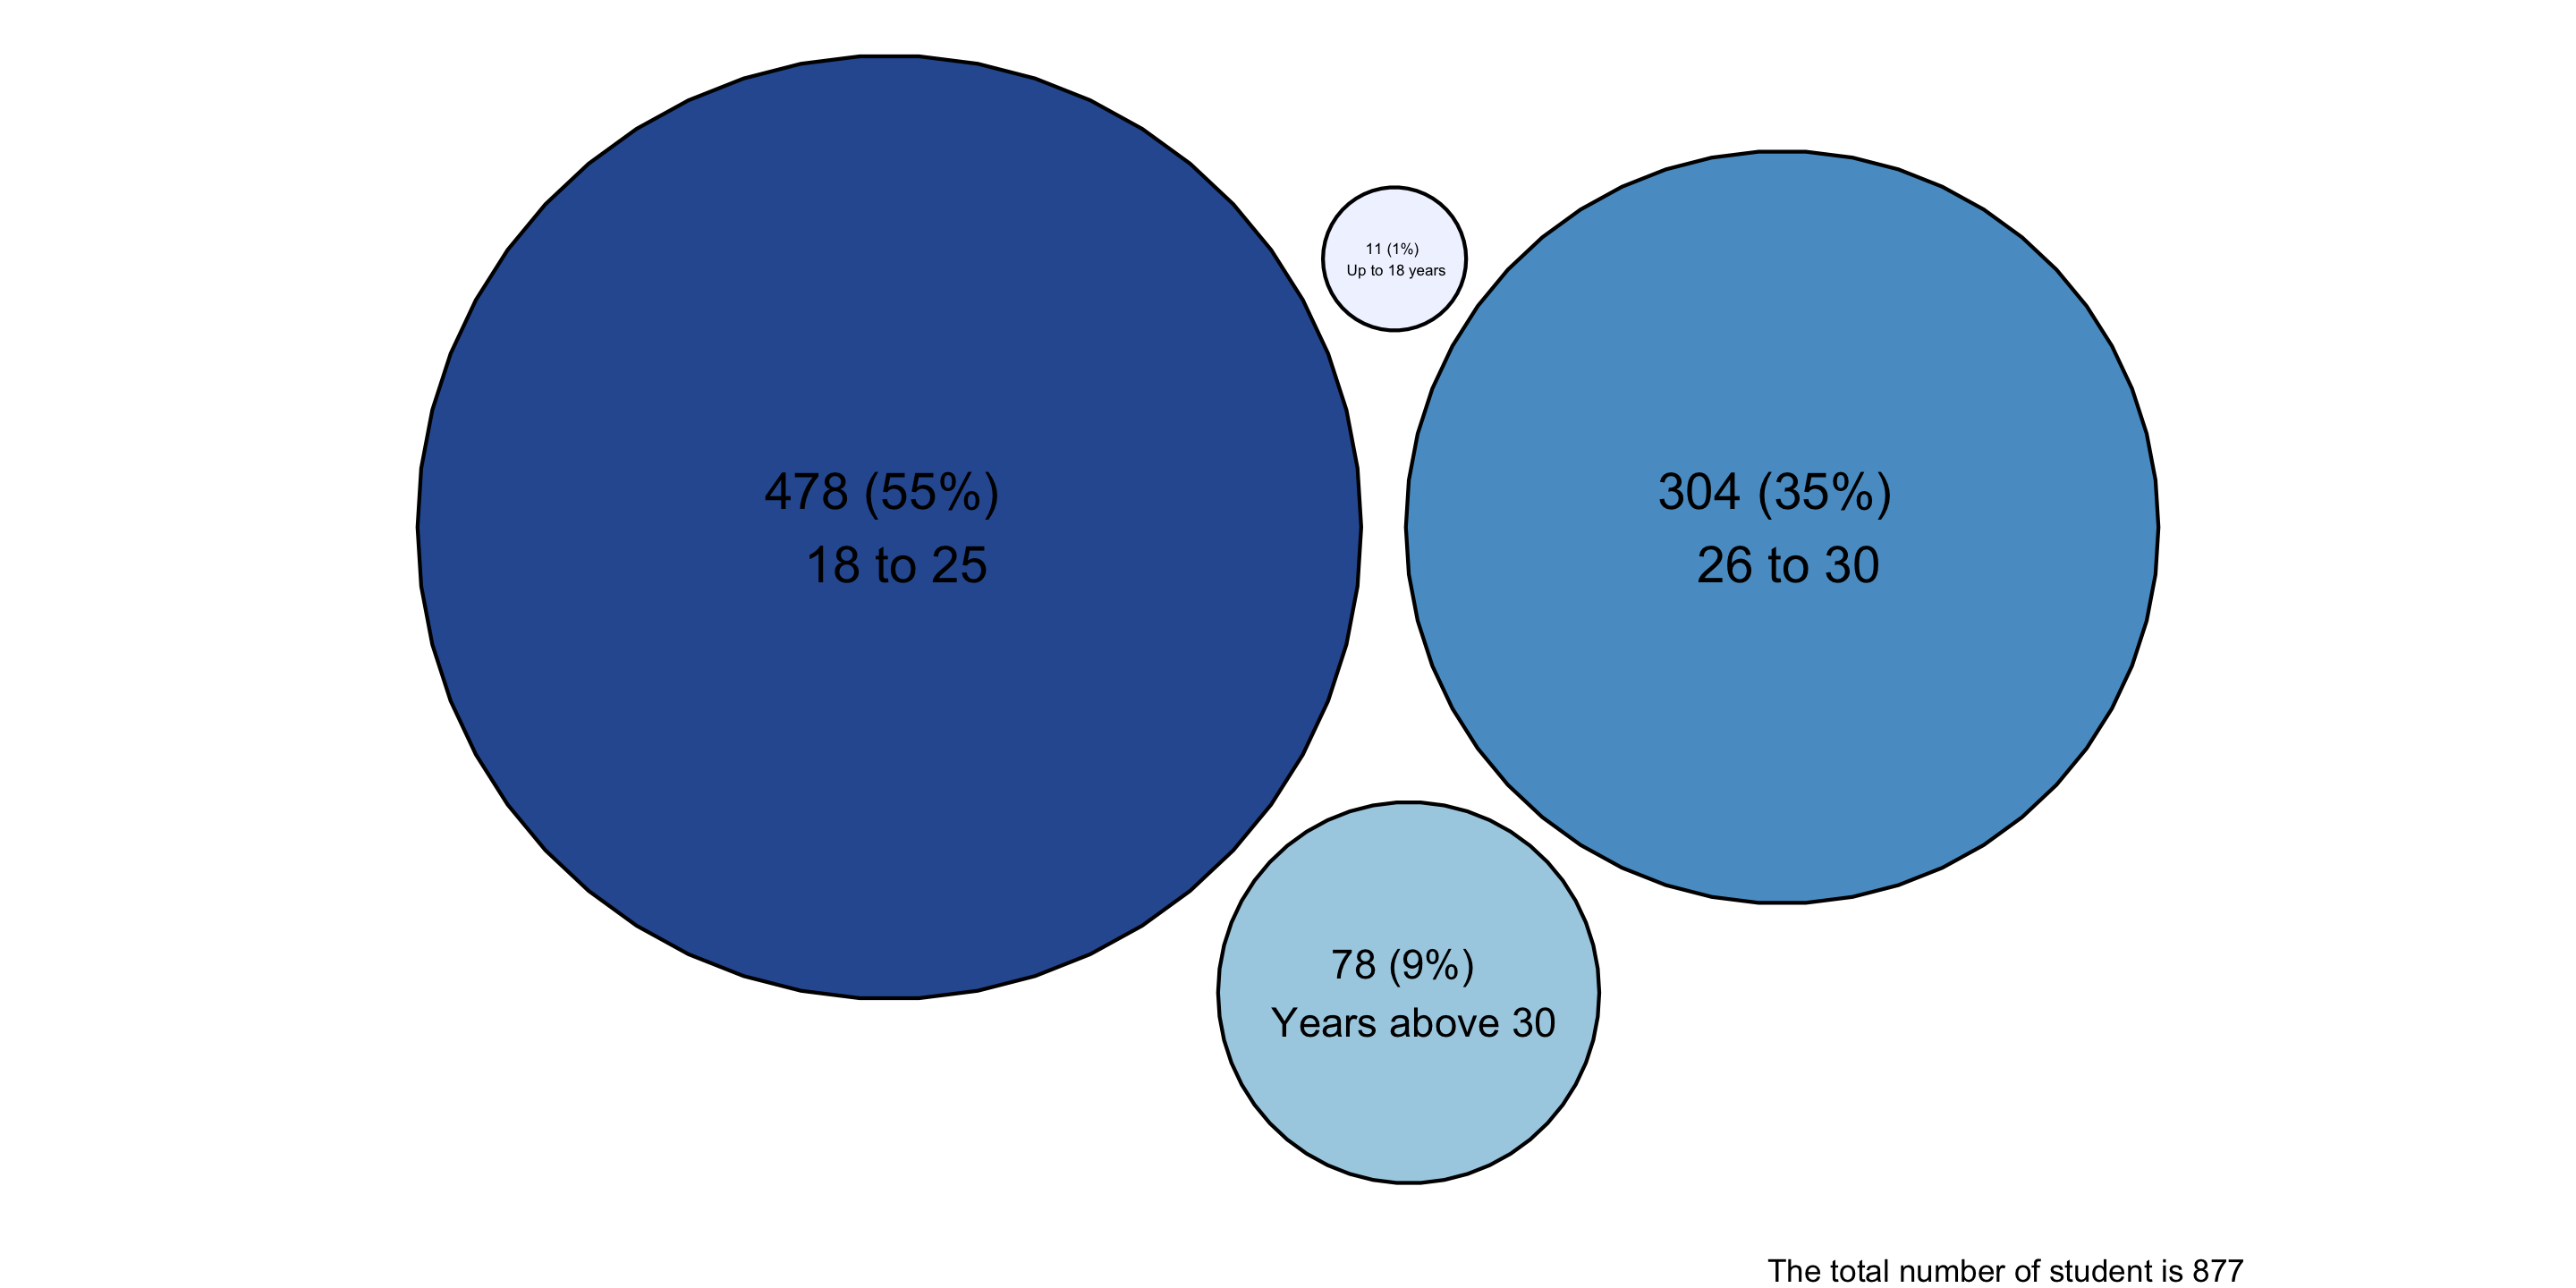 11 (1%)
Up to 18 years
478 (55%)
18 to 25
304 (35%)
26 to 30
78 (9%)
Years above 30
The total number of student is 877